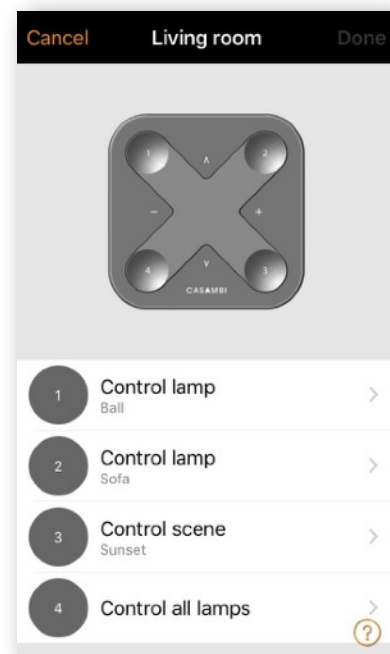 Cancel Living room Done
1 ∧ 2
− +
4 ∨ 3
CASAMBI
1 Control lamp
Ball
2 Control lamp
Sofa
3 Control scene
Sunset
4 Control all lamps
?